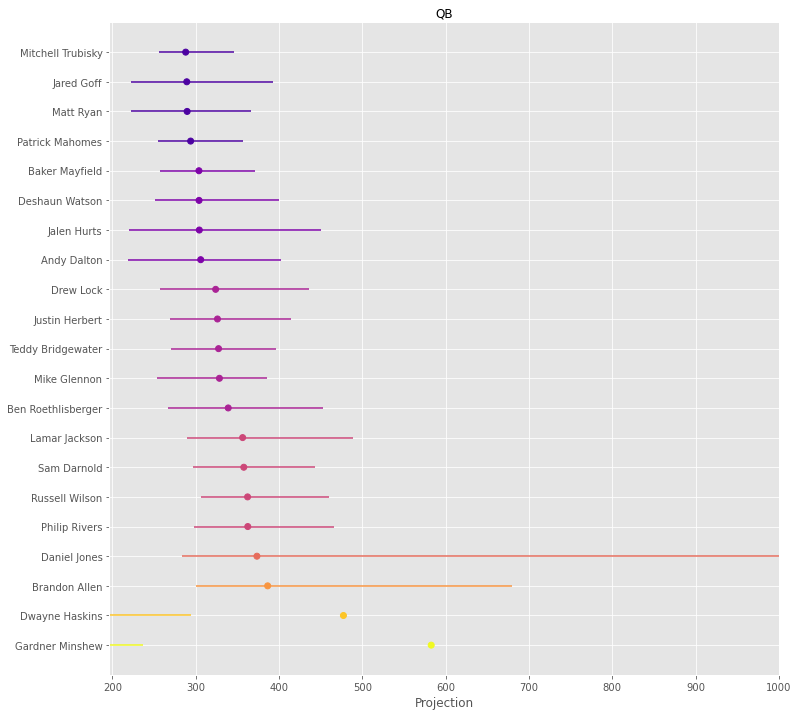 QB
Mitchell Trubisky
Jared Goff
Matt Ryan
Patrick Mahomes
Baker Mayfield
Deshaun Watson
Jalen Hurts
Andy Dalton
Drew Lock
Justin Herbert
Teddy Bridgewater
Mike Glennon
Ben Roethlisberger
Lamar Jackson
Sam Darnold
Russell Wilson
Philip Rivers
Daniel Jones
Brandon Allen
Dwayne Haskins
Gardner Minshew
200 300 400 500 600 700 800 900 1000
Projection